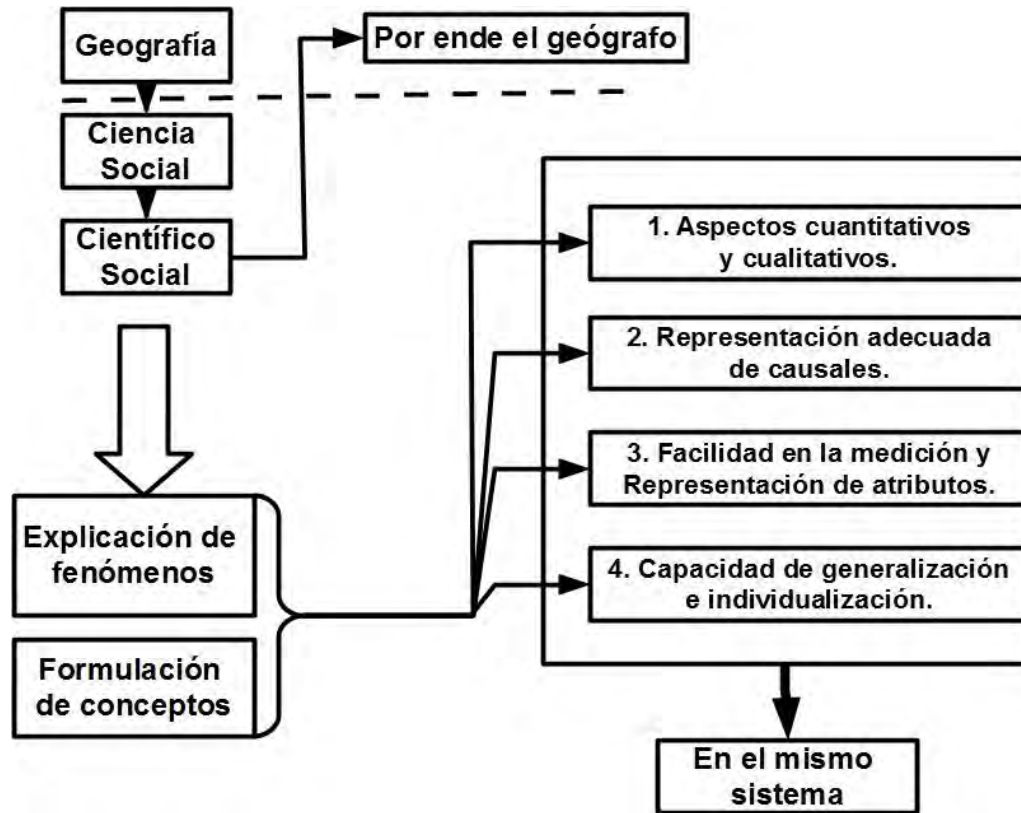 Geografía
Por ende el geógrafo
Ciencia
Social
Científico
Social
1. Aspectos cuantitativos
y cualitativos.
2. Representación adecuada
de causales.
3. Facilidad en la medición y
Representación de atributos.
4. Capacidad de generalización
e individualización.
Explicación de
fenómenos
Formulación
de conceptos
En el mismo
sistema